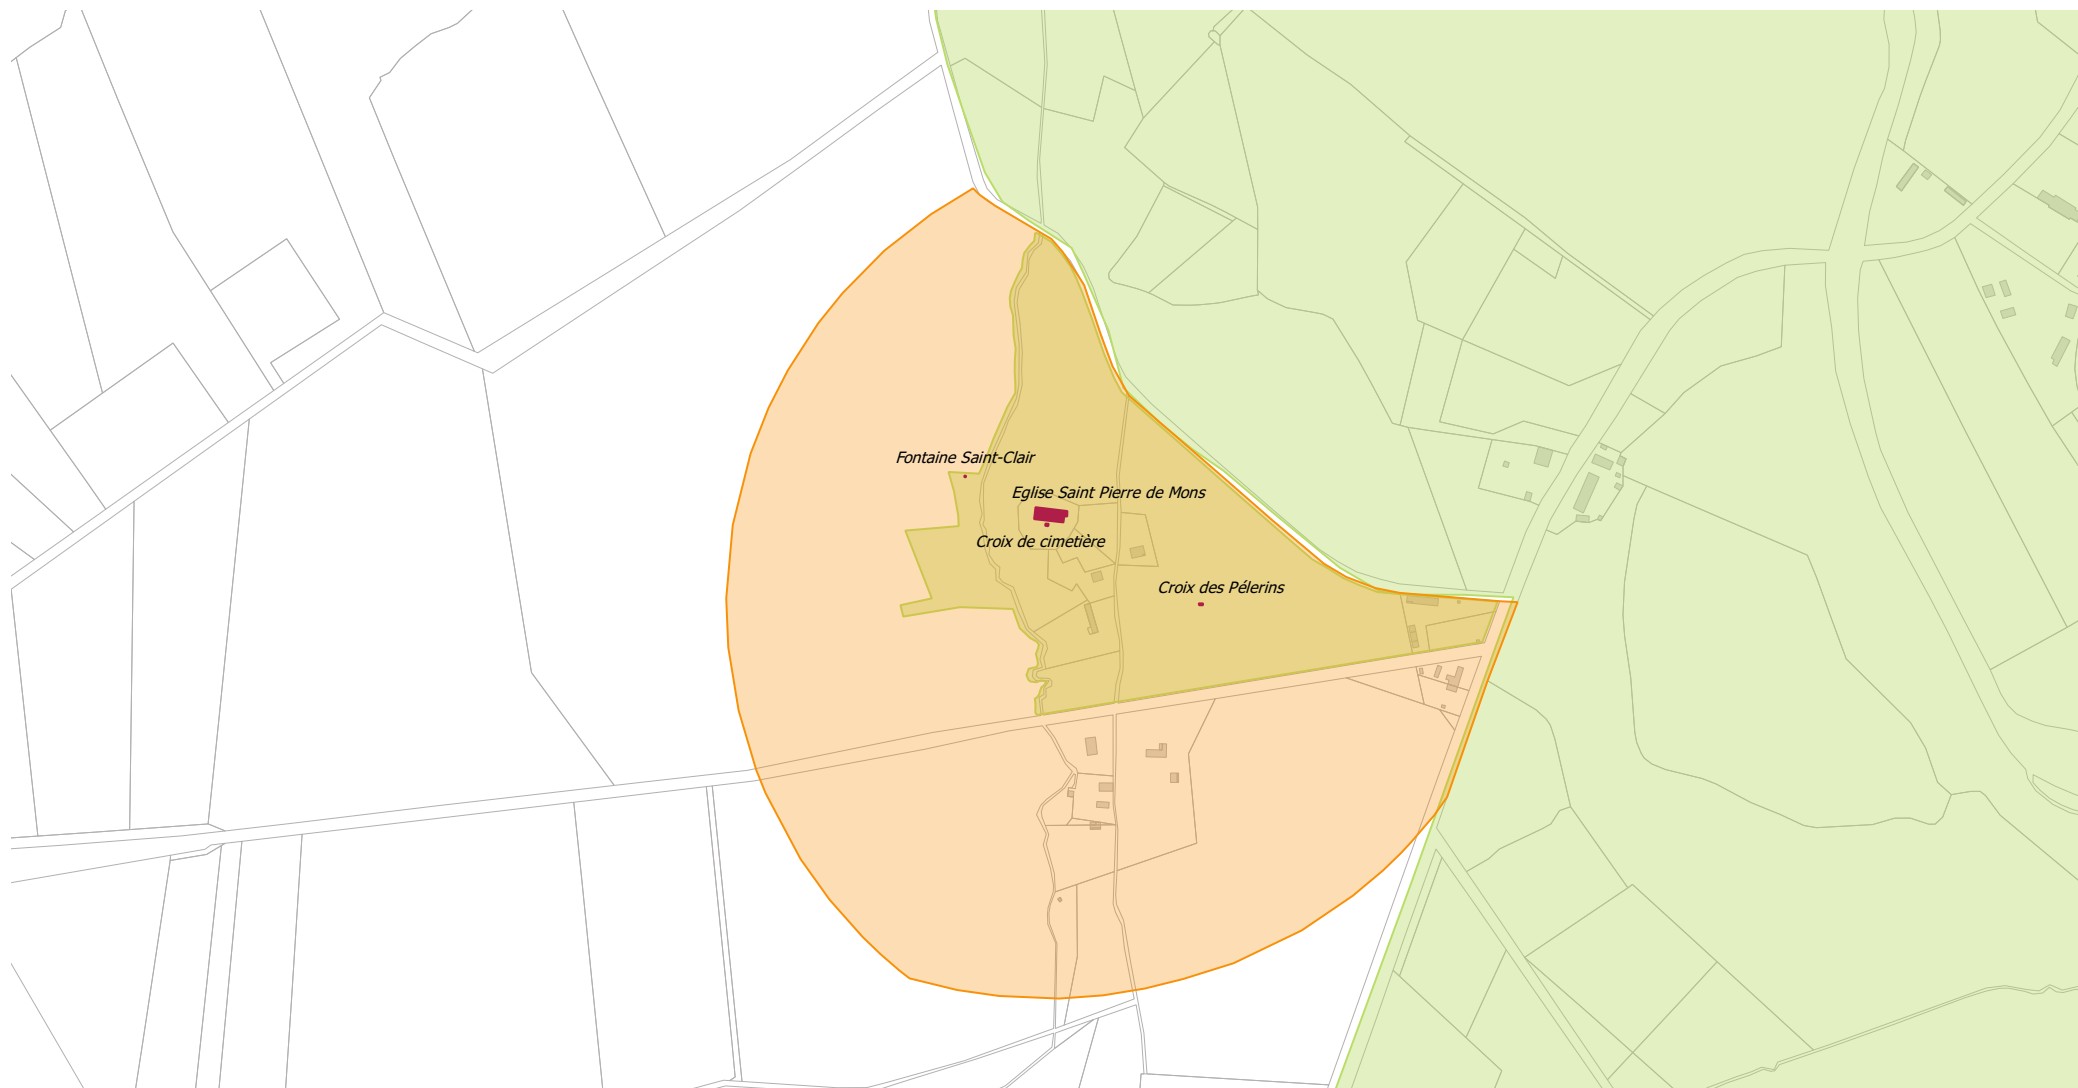 Fontaine Saint-Clair
Eglise Saint Pierre de Mons
Croix de cimetière
Croix des Pélerins